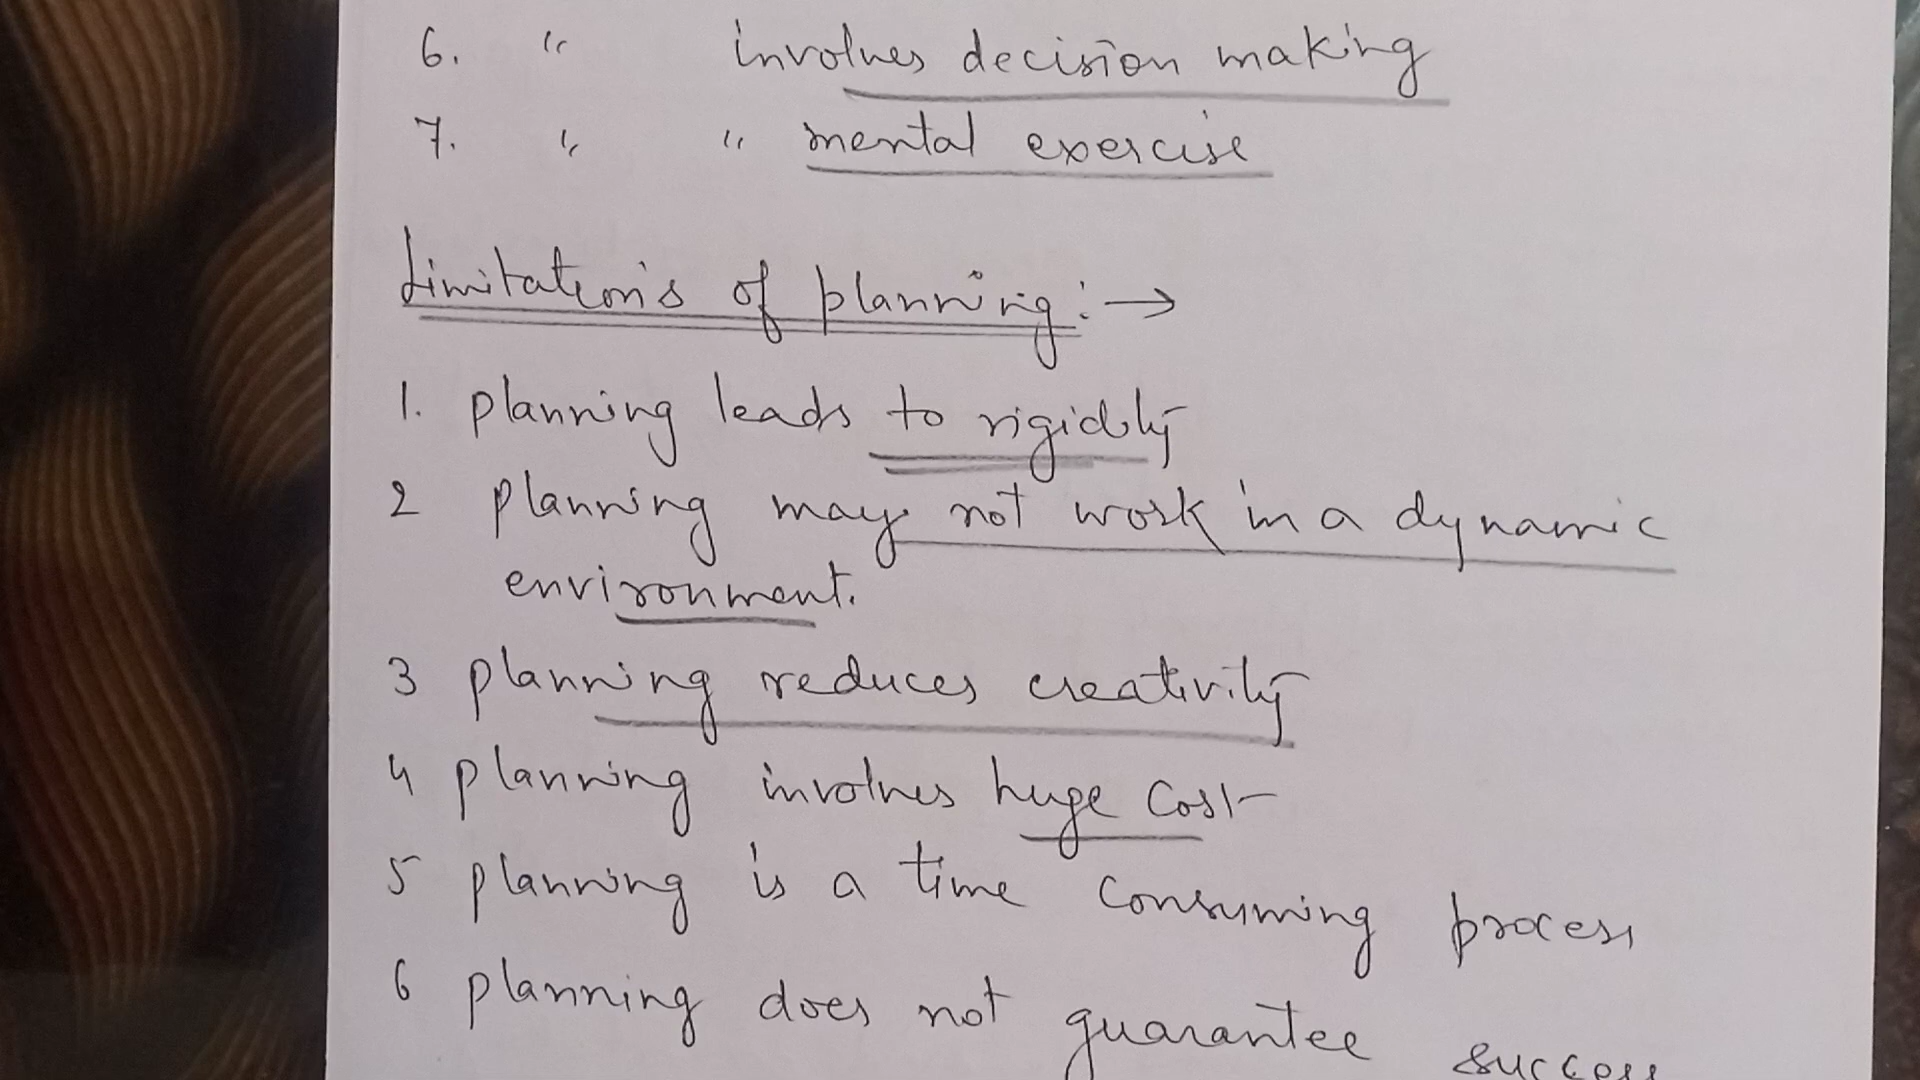 6. " involves decision making
7. " " mental exercise
Limitation's of planning:→
1. planning leads to rigidity
2 planning may not work in a dynamic
environment.
3 planning reduces creativity
4 planning involves huge cost
5 planning is a time consuming process
6 planning does not guarantee success